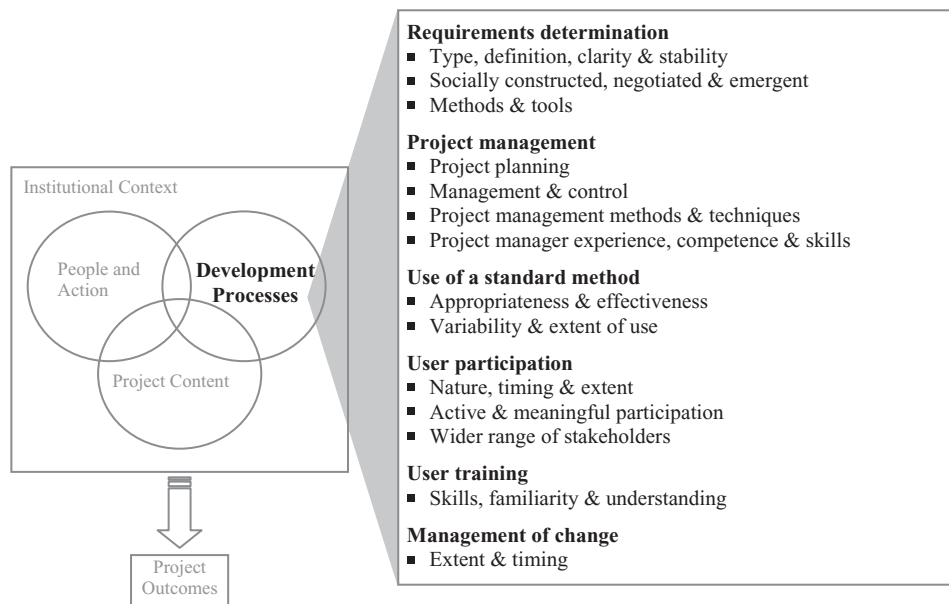 Institutional Context
People and
Action
Development
Processes
Project Content
Project
Outcomes
Requirements determination
▪ Type, definition, clarity & stability
▪ Socially constructed, negotiated & emergent
▪ Methods & tools
Project management
▪ Project planning
▪ Management & control
▪ Project management methods & techniques
▪ Project manager experience, competence & skills
Use of a standard method
▪ Appropriateness & effectiveness
▪ Variability & extent of use
User participation
▪ Nature, timing & extent
▪ Active & meaningful participation
▪ Wider range of stakeholders
User training
▪ Skills, familiarity & understanding
Management of change
▪ Extent & timing